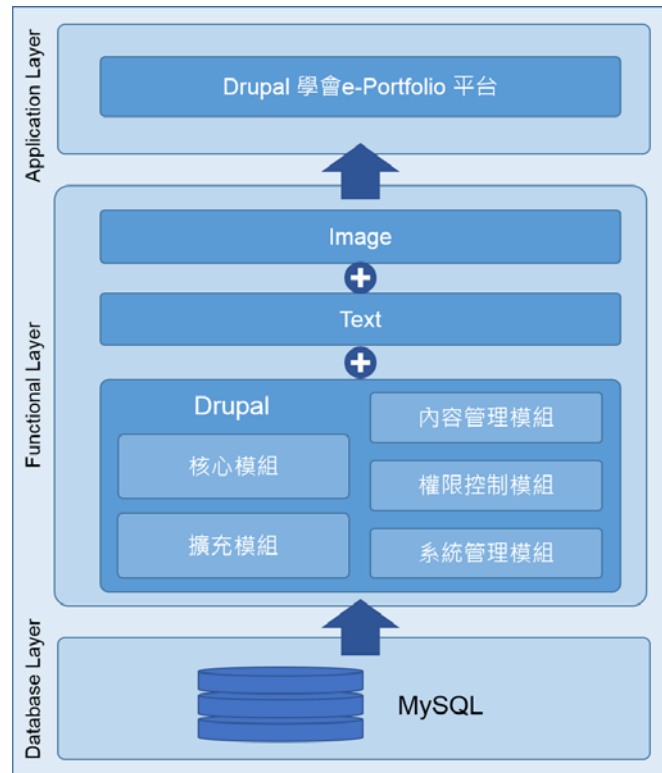 Application Layer
Drupal 學會e-Portfolio 平台
Functional Layer
Image
Text
Drupal
核心模組
擴充模組
內容管理模組
權限控制模組
系統管理模組
Database Layer
MySQL